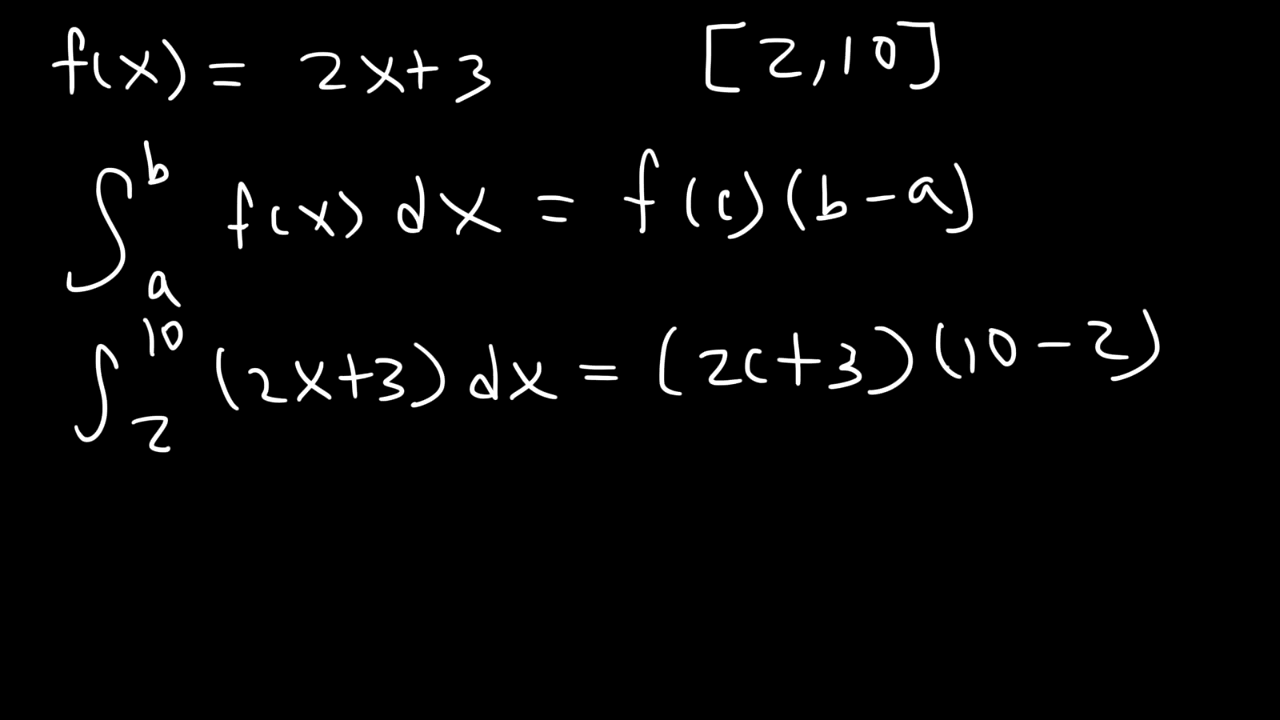 f(x) = 2x+3 [2,10]
∫_a^b f(x) dx = f(c)(b-a)
∫_2^10 (2x+3) dx = (2c+3)(10-2)